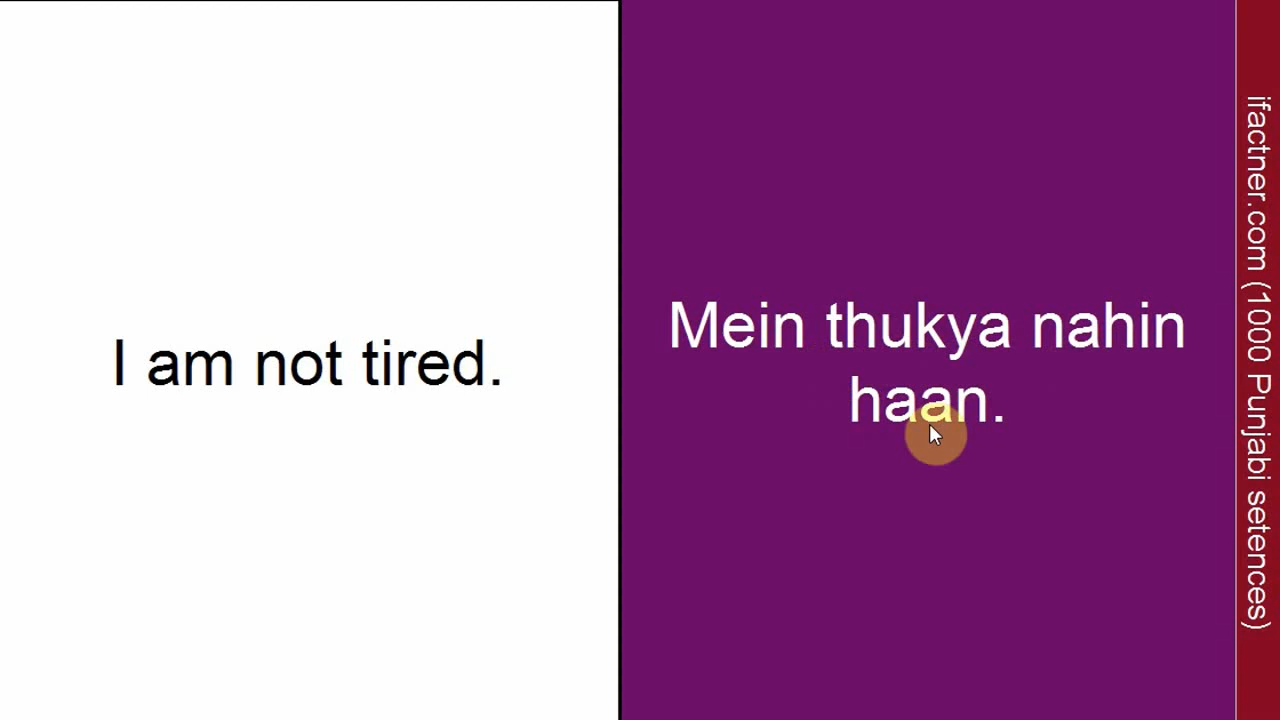 I am not tired.
Mein thukya nahin
haan.
ifactner.com (1000 Punjabi setences)